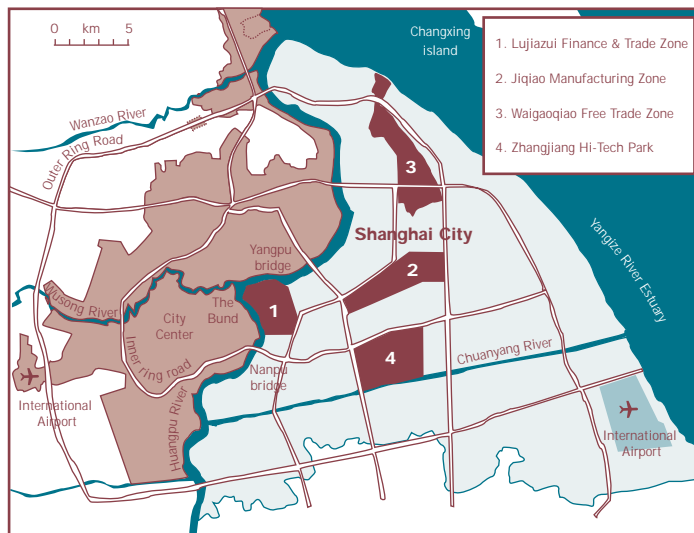 0 km 5
Changxing
island
1. Lujiazui Finance & Trade Zone
2. Jiqiao Manufacturing Zone
3. Waigaoqiao Free Trade Zone
4. Zhangjiang Hi-Tech Park
Wanzao River
Outer Ring Road
3
Shanghai City
Yangpu
bridge
Yangize River Estuary
2
Wusong River
The
Bund
City
Center
1
Inner ring road
4
Chuanyang River
Nanpu
bridge
Huangpu River
International
Airport
International
Airport